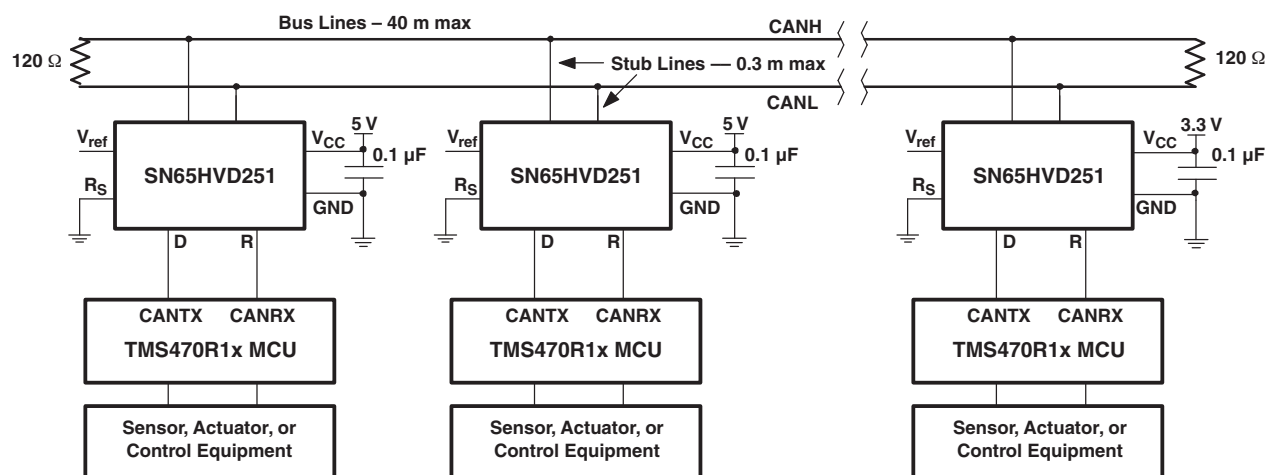 Bus Lines – 40 m max
CANH
120 Ω
Stub Lines –– 0.3 m max
120 Ω
CANL
Vref
VCC
5 V
0.1 µF
SN65HVD251
RS
GND
D
R
Vref
VCC
5 V
0.1 µF
SN65HVD251
RS
GND
D
R
Vref
VCC
3.3 V
0.1 µF
SN65HVD251
RS
GND
D
R
CANTX CANRX
TMS470R1x MCU
CANTX CANRX
TMS470R1x MCU
CANTX CANRX
TMS470R1x MCU
Sensor, Actuator, or
Control Equipment
Sensor, Actuator, or
Control Equipment
Sensor, Actuator, or
Control Equipment